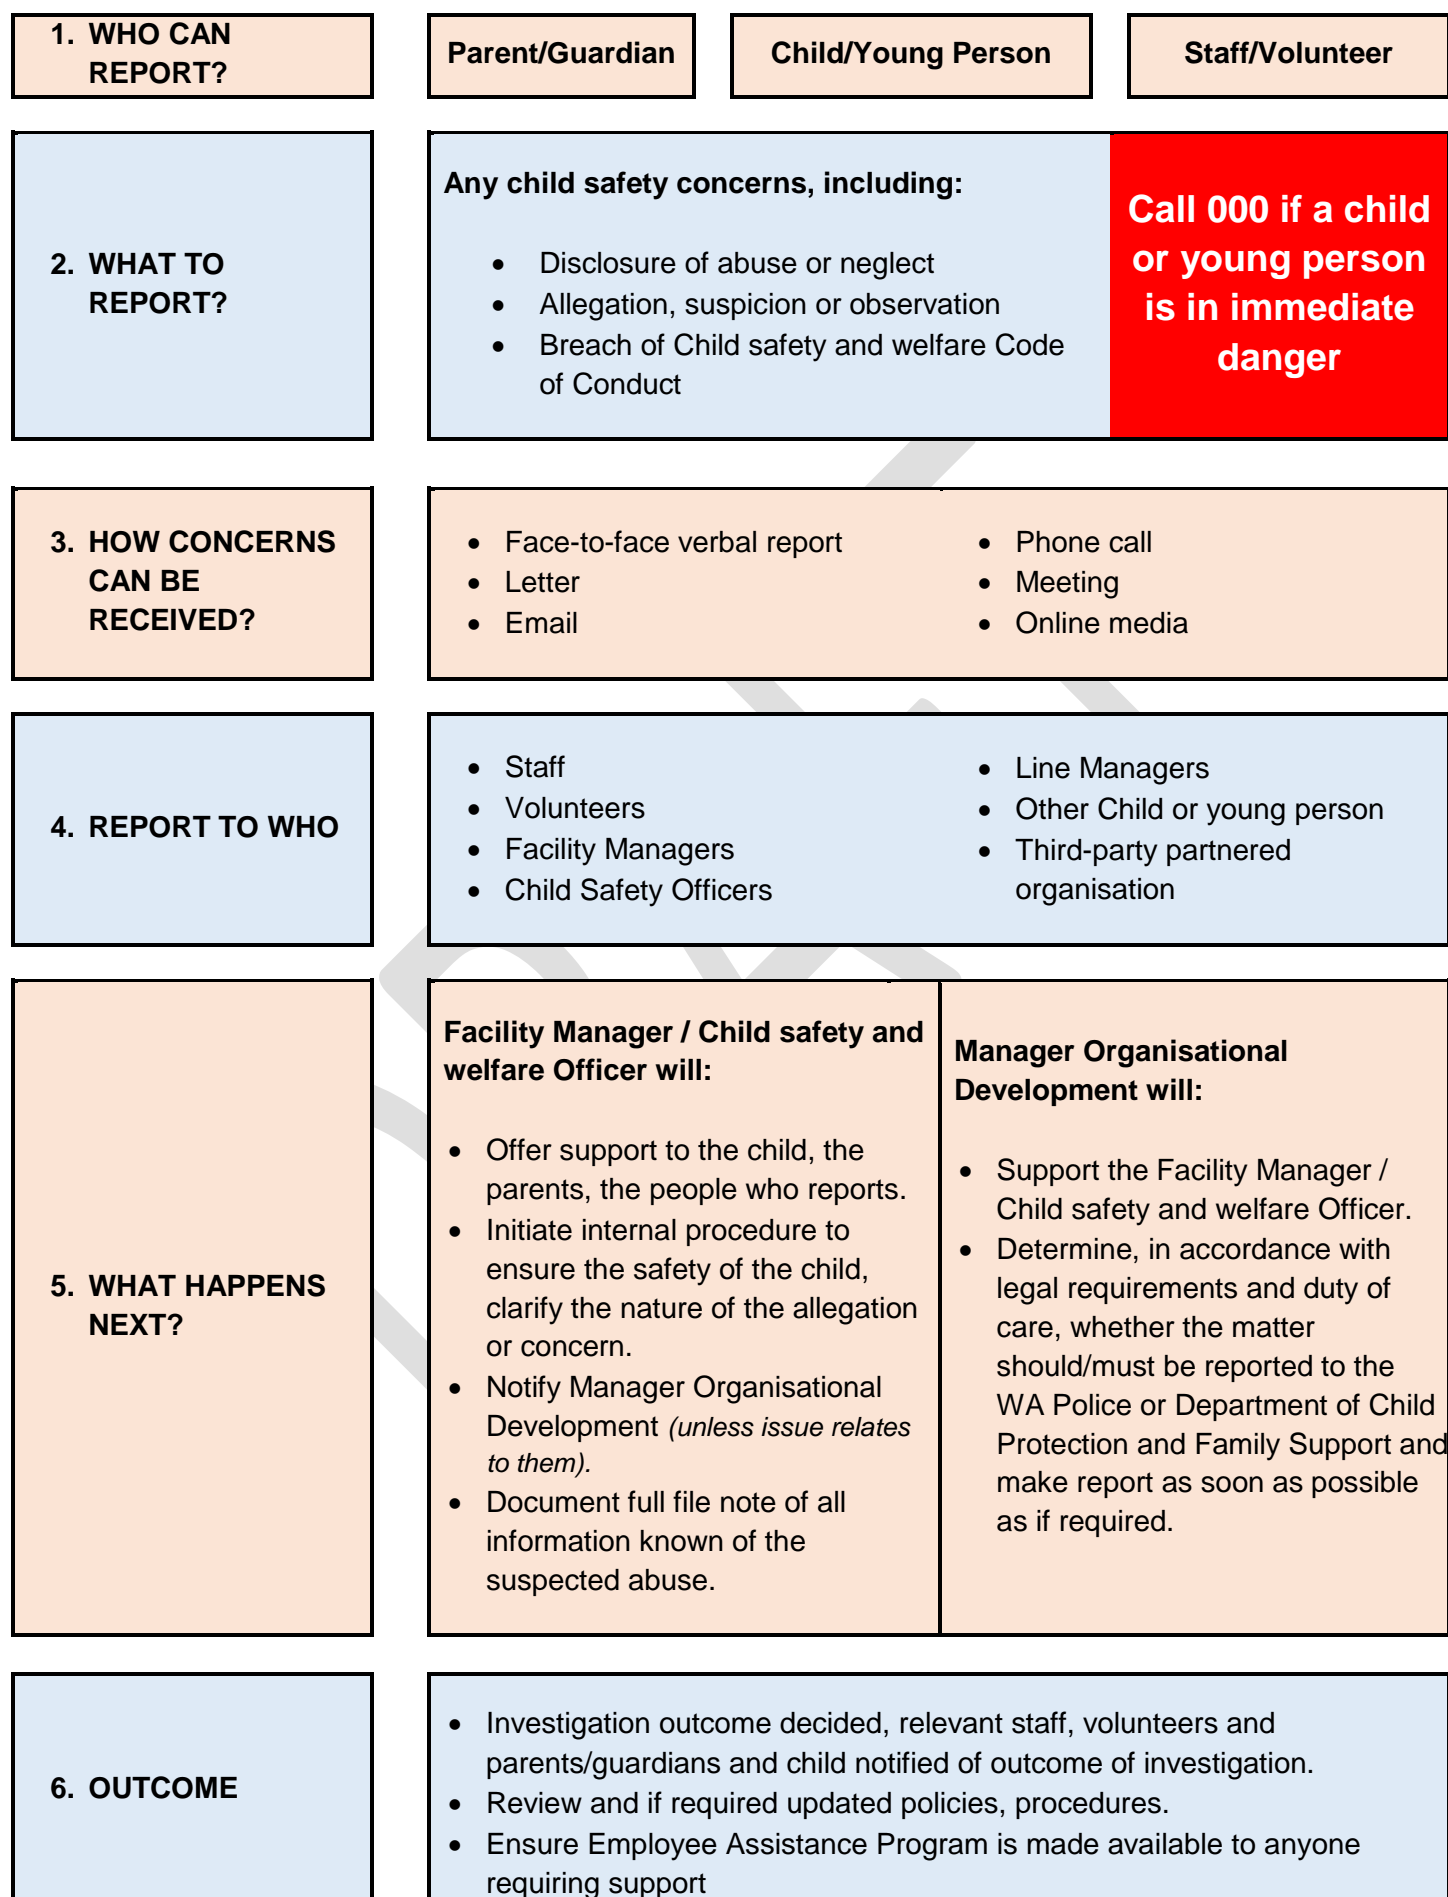 1. WHO CAN
REPORT?
Parent/Guardian
Child/Young Person
Staff/Volunteer
2. WHAT TO
REPORT?
Any child safety concerns, including:
• Disclosure of abuse or neglect
• Allegation, suspicion or observation
• Breach of Child safety and welfare Code
of Conduct
Call 000 if a child
or young person
is in immediate
danger
3. HOW CONCERNS
CAN BE
RECEIVED?
• Face-to-face verbal report
• Letter
• Email
• Phone call
• Meeting
• Online media
4. REPORT TO WHO
• Staff
• Volunteers
• Facility Managers
• Child Safety Officers
• Line Managers
• Other Child or young person
• Third-party partnered
organisation
5. WHAT HAPPENS
NEXT?
Facility Manager / Child safety and
welfare Officer will:
• Offer support to the child, the
parents, the people who reports.
• Initiate internal procedure to
ensure the safety of the child,
clarify the nature of the allegation
or concern.
• Notify Manager Organisational
Development (unless issue relates
to them).
• Document full file note of all
information known of the
suspected abuse.
Manager Organisational
Development will:
• Support the Facility Manager /
Child safety and welfare Officer.
• Determine, in accordance with
legal requirements and duty of
care, whether the matter
should/must be reported to the
WA Police or Department of Child
Protection and Family Support and
make report as soon as possible
as if required.
6. OUTCOME
• Investigation outcome decided, relevant staff, volunteers and
parents/guardians and child notified of outcome of investigation.
• Review and if required updated policies, procedures.
• Ensure Employee Assistance Program is made available to anyone
requiring support